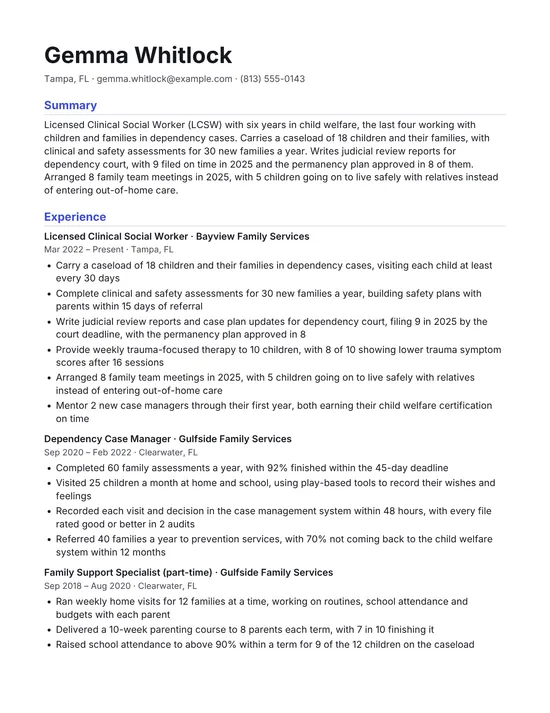 Gemma Whitlock
Tampa, FL · gemma.whitlock@example.com · (813) 555-0143
Summary
Licensed Clinical Social Worker (LCSW) with six years in child welfare, the last four working with
children and families in dependency cases. Carries a caseload of 18 children and their families, with
clinical and safety assessments for 30 new families a year. Writes judicial review reports for
dependency court, with 9 filed on time in 2025 and the permanency plan approved in 8 of them.
Arranged 8 family team meetings in 2025, with 5 children going on to live safely with relatives instead
of entering out-of-home care.
Experience
Licensed Clinical Social Worker · Bayview Family Services
Mar 2022 – Present · Tampa, FL
• Carry a caseload of 18 children and their families in dependency cases, visiting each child at least
every 30 days
• Complete clinical and safety assessments for 30 new families a year, building safety plans with
parents within 15 days of referral
• Write judicial review reports and case plan updates for dependency court, filing 9 in 2025 by the
court deadline, with the permanency plan approved in 8
• Provide weekly trauma-focused therapy to 10 children, with 8 of 10 showing lower trauma symptom
scores after 16 sessions
• Arranged 8 family team meetings in 2025, with 5 children going on to live safely with relatives
instead of entering out-of-home care
• Mentor 2 new case managers through their first year, both earning their child welfare certification
on time
Dependency Case Manager · Gulfside Family Services
Sep 2020 – Feb 2022 · Clearwater, FL
• Completed 60 family assessments a year, with 92% finished within the 45-day deadline
• Visited 25 children a month at home and school, using play-based tools to record their wishes and
feelings
• Recorded each visit and decision in the case management system within 48 hours, with every file
rated good or better in 2 audits
• Referred 40 families a year to prevention services, with 70% not coming back to the child welfare
system within 12 months
Family Support Specialist (part-time) · Gulfside Family Services
Sep 2018 – Aug 2020 · Clearwater, FL
• Ran weekly home visits for 12 families at a time, working on routines, school attendance and
budgets with each parent
• Delivered a 10-week parenting course to 8 parents each term, with 7 in 10 finishing it
• Raised school attendance to above 90% within a term for 9 of the 12 children on the caseload